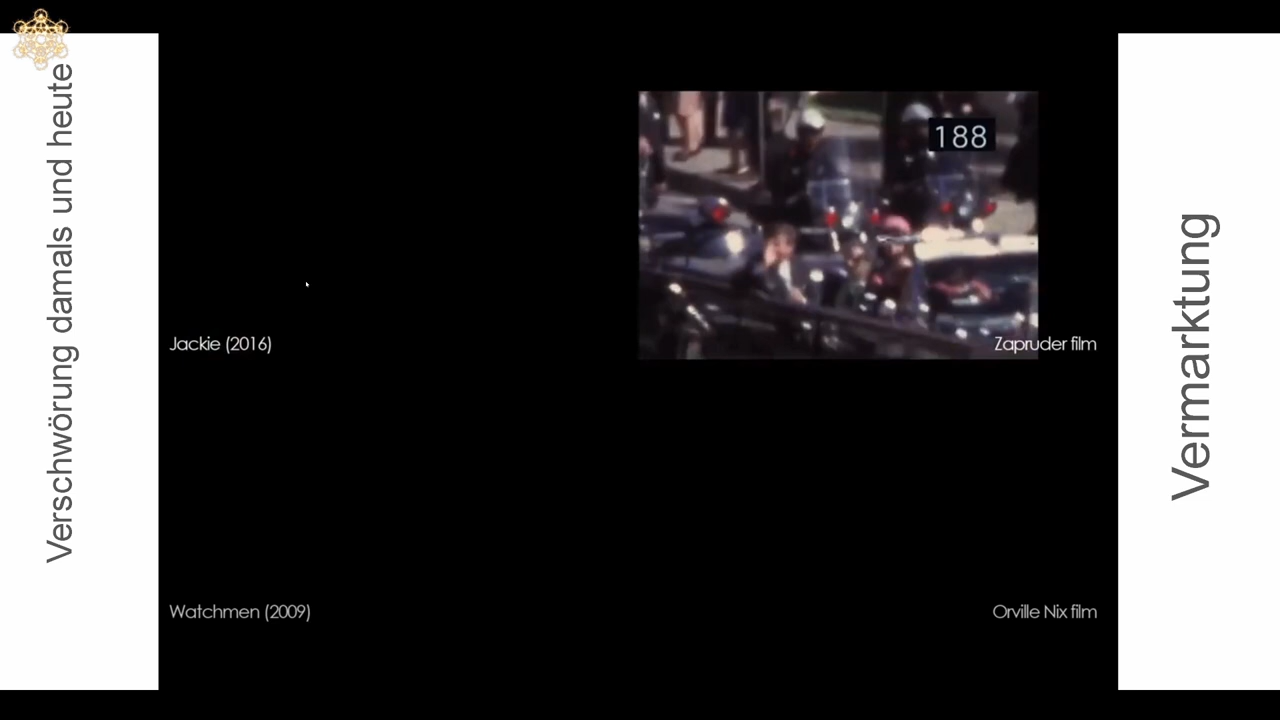 Verschwörung damals und heute
188
Jackie (2016)
Zapruder film
Watchmen (2009)
Orville Nix film
Vermarktung